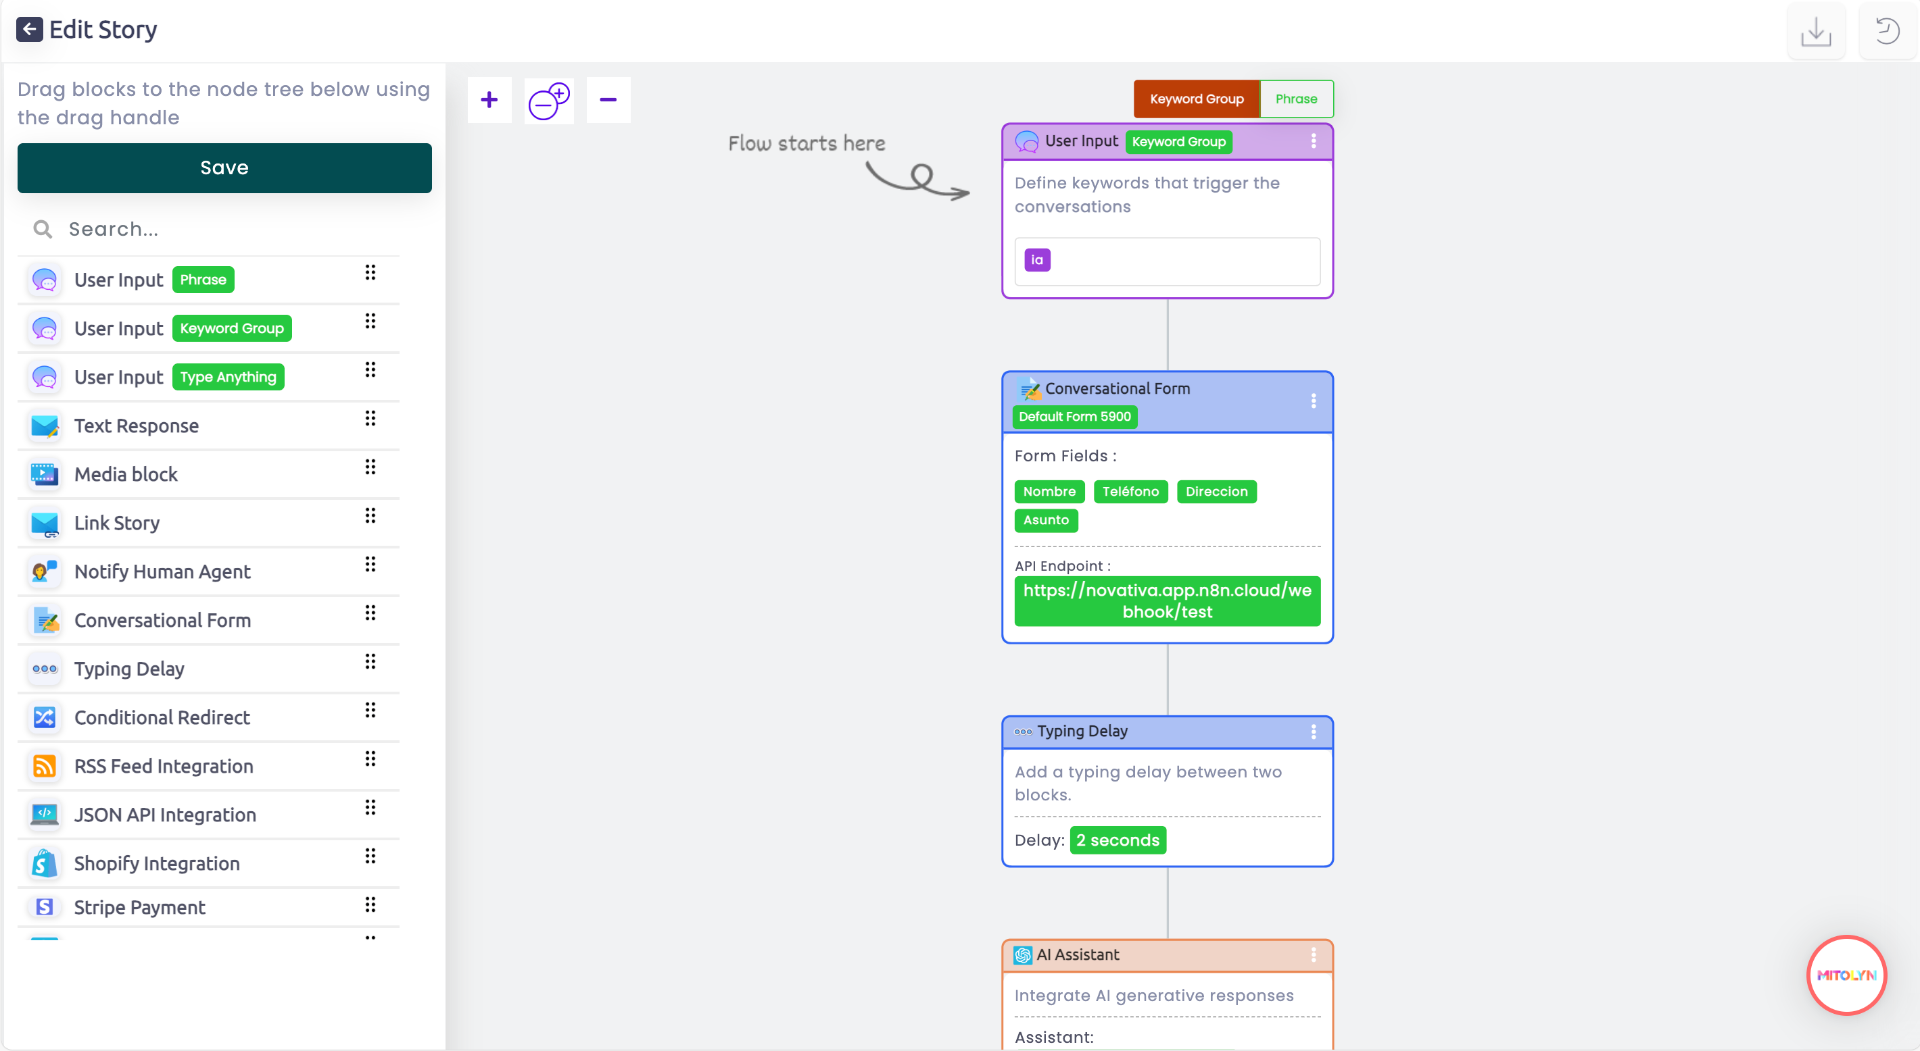 Edit Story
Drag blocks to the node tree below using
the drag handle
Save
Search...
User Input Phrase
User Input Keyword Group
User Input Type Anything
Text Response
Media block
Link Story
Notify Human Agent
Conversational Form
Typing Delay
Conditional Redirect
RSS Feed Integration
JSON API Integration
Shopify Integration
Stripe Payment
Flow starts here
Keyword Group Phrase
User Input Keyword Group
Define keywords that trigger the
conversations
ia
Conversational Form
Default Form 5900
Form Fields :
Nombre Teléfono Direccion
Asunto
API Endpoint :
https://novativa.app.n8n.cloud/we
bhook/test
Typing Delay
Add a typing delay between two
blocks.
Delay: 2 seconds
AI Assistant
Integrate AI generative responses
Assistant:
MITOLYN